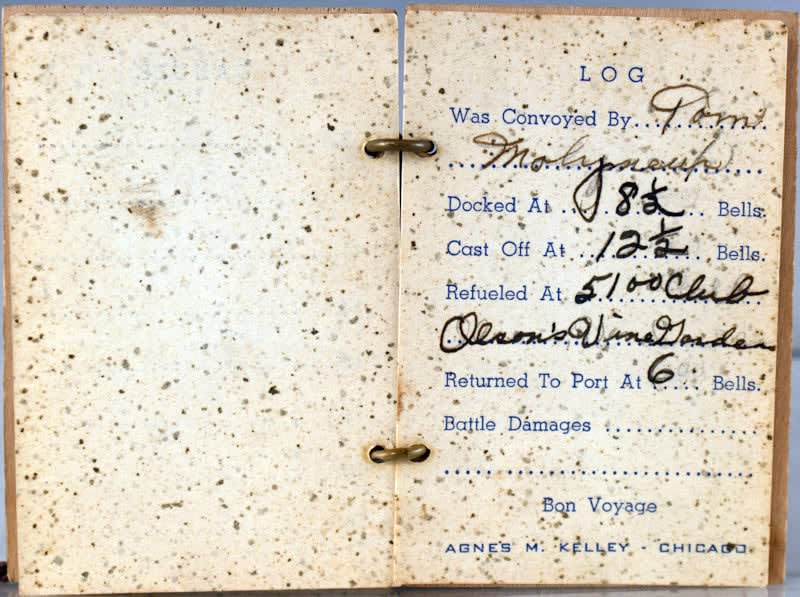 LOG
Was Convoyed By Tom
Molyneaux
Docked At 8½ Bells.
Cast Off At 12½ Bells.
Refueled At 5100 Club
Olson's Vine Garden
Returned To Port At 6 Bells.
Battle Damages
Bon Voyage
AGNES M. KELLEY - CHICAGO